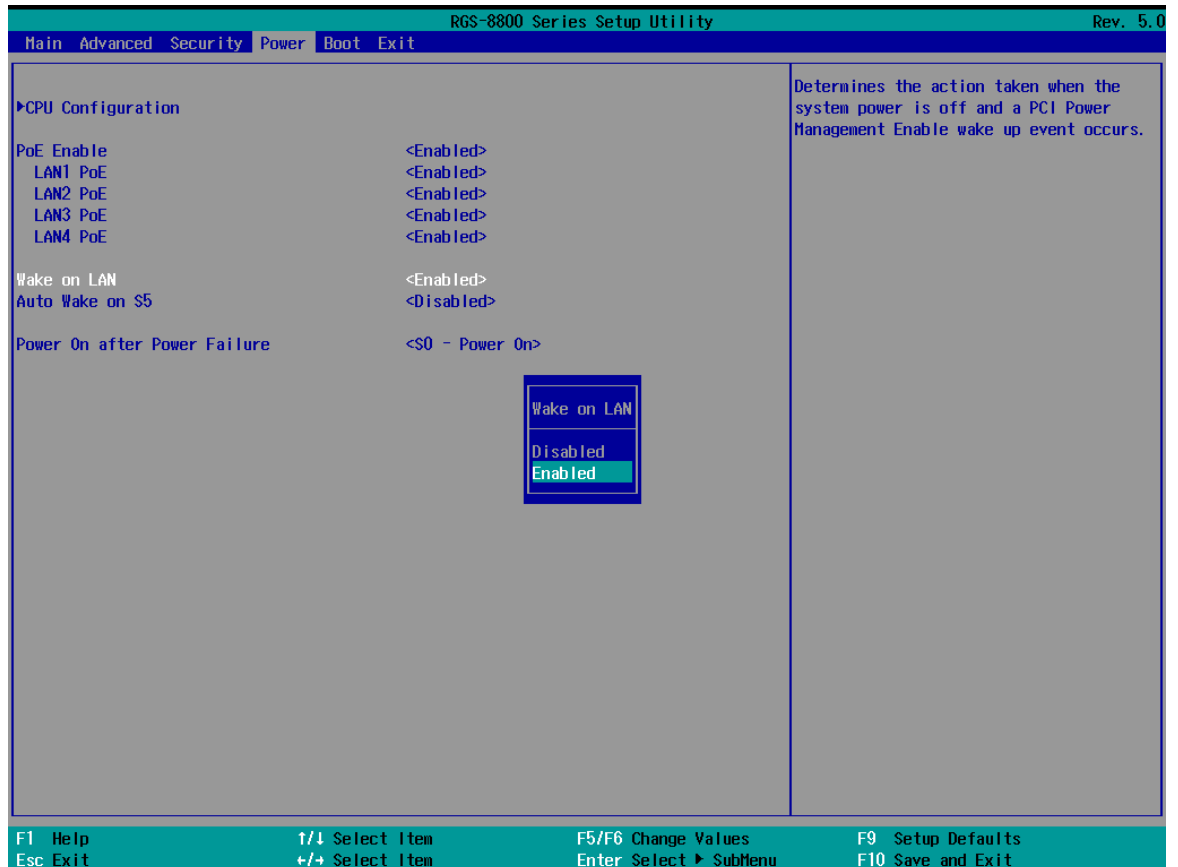 RGS-8800 Series Setup Utility Rev. 5.0
Main Advanced Security Power Boot Exit
▶CPU Configuration
PoE Enable <Enabled>
LAN1 PoE <Enabled>
LAN2 PoE <Enabled>
LAN3 PoE <Enabled>
LAN4 PoE <Enabled>
Wake on LAN <Enabled>
Auto Wake on S5 <Disabled>
Power On after Power Failure <S0 - Power On>
Wake on LAN
Disabled
Enabled
Determines the action taken when the
system power is off and a PCI Power
Management Enable wake up event occurs.
F1 Help ↑/↓ Select Item F5/F6 Change Values F9 Setup Defaults
Esc Exit ←/→ Select Item Enter Select ▶ SubMenu F10 Save and Exit